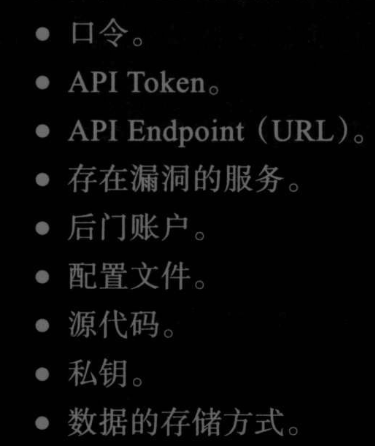 ● 口令。
● API Token。
● API Endpoint（URL）。
● 存在漏洞的服务。
● 后门账户。
● 配置文件。
● 源代码。
● 私钥。
● 数据的存储方式。